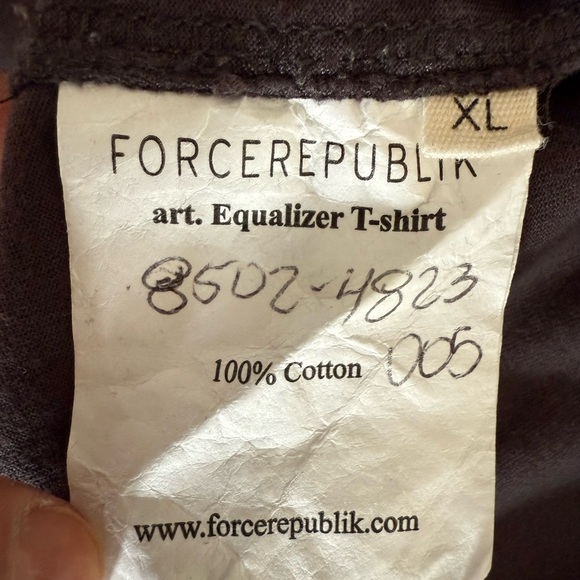 XL
FORCEREPUBLIK
art. Equalizer T-shirt
8502-4823
100% Cotton 005
www.forcerepublik.com